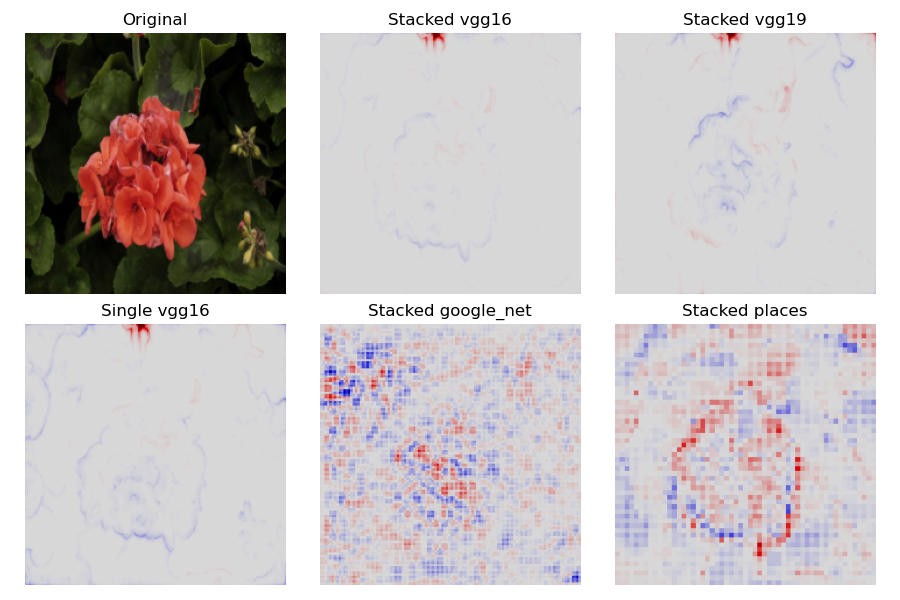 Original
Stacked vgg16
Stacked vgg19
Single vgg16
Stacked google_net
Stacked places